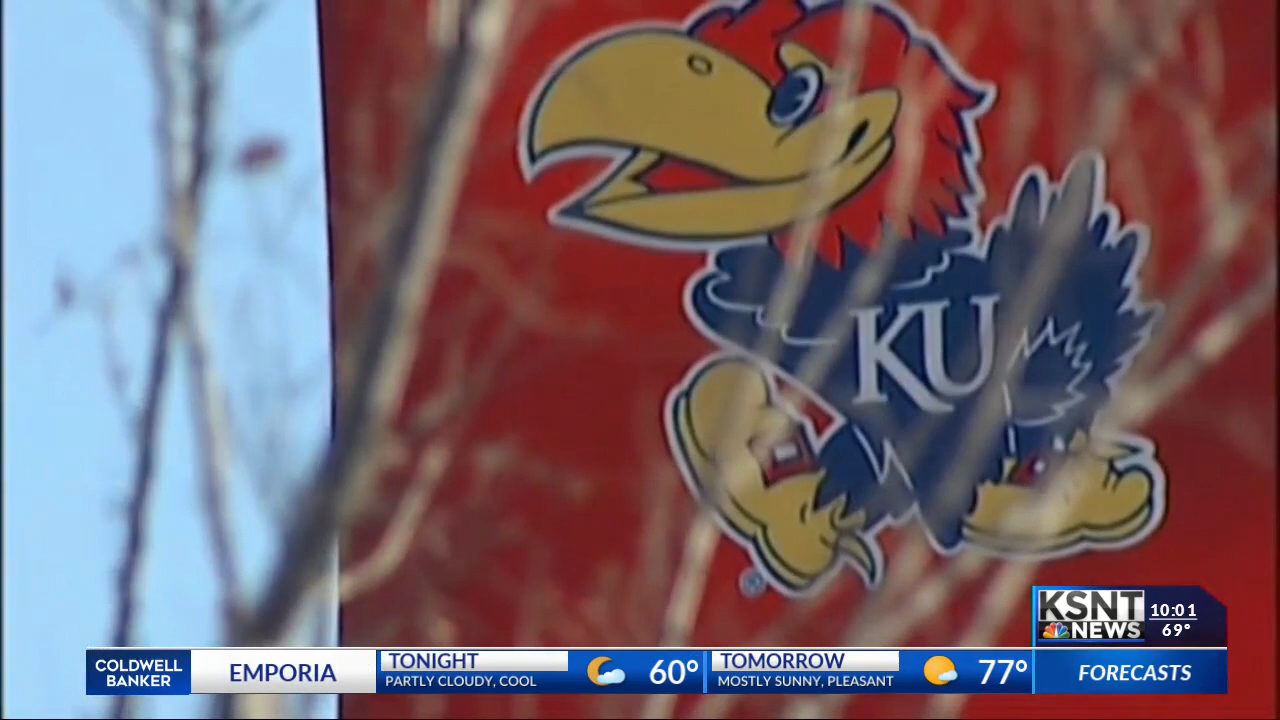 KU
®
KSNT
NEWS
10:01
69°
COLDWELL
BANKER
EMPORIA
TONIGHT
PARTLY CLOUDY, COOL
60°
TOMORROW
MOSTLY SUNNY, PLEASANT
77°
FORECASTS